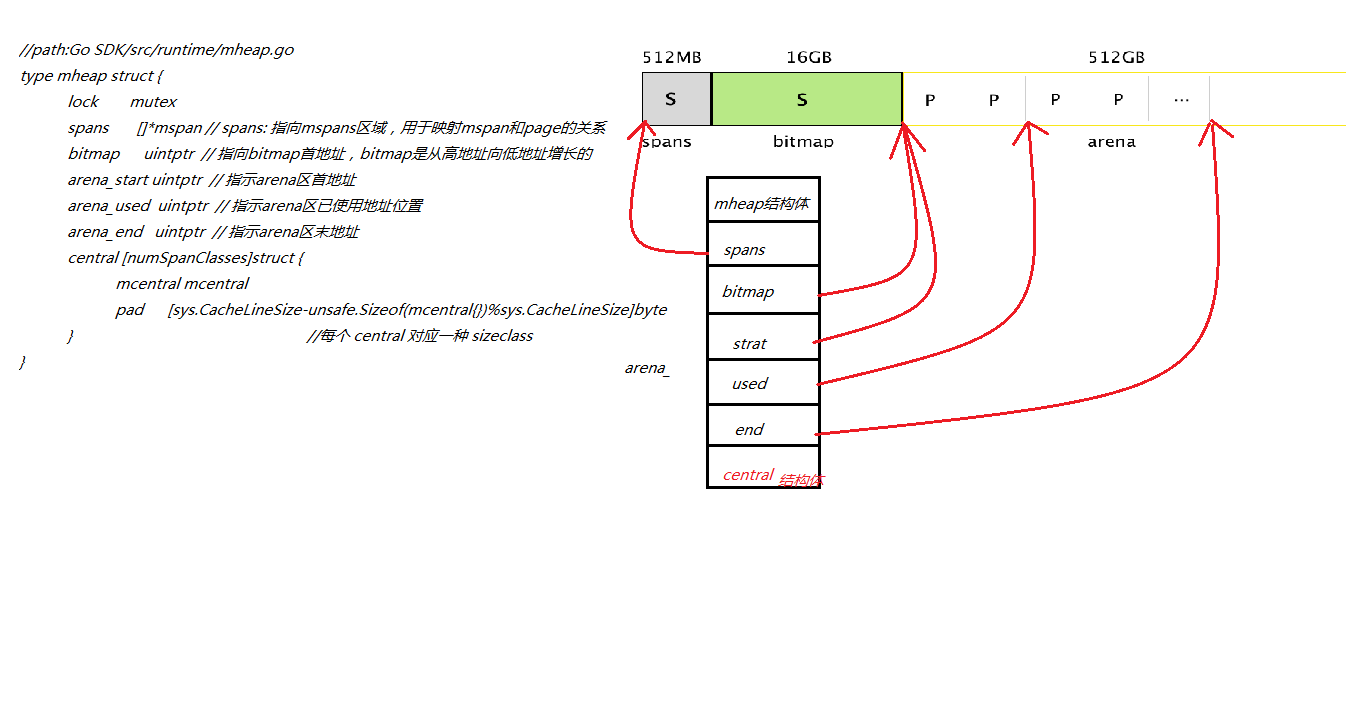 //path:Go SDK/src/runtime/mheap.go
type mheap struct {
lock mutex
spans []*mspan // spans: 指向mspans区域，用于映射mspan和page的关系
bitmap uintptr // 指向bitmap首地址，bitmap是从高地址向低地址增长的
arena_start uintptr // 指示arena区首地址
arena_used uintptr // 指示arena区已使用地址位置
arena_end uintptr // 指示arena区末地址
central [numSpanClasses]struct {
mcentral mcentral
pad [sys.CacheLineSize-unsafe.Sizeof(mcentral{})%sys.CacheLineSize]byte
} //每个 central 对应一种 sizeclass
}
512MB 16GB 512GB
S S P P P P ...
spans bitmap arena
mheap结构体
spans
bitmap
strat
arena_
used
end
central 结构体